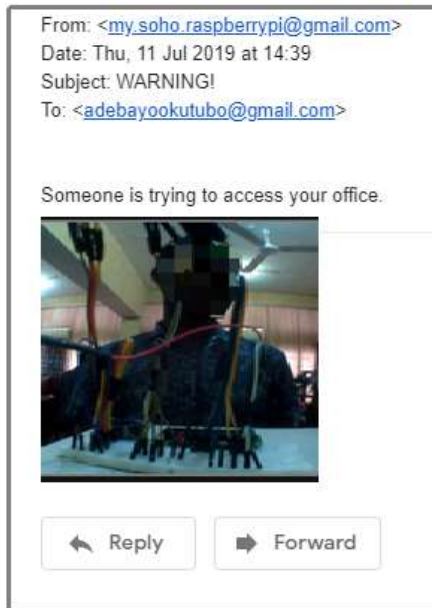 From: <my.soho.raspberrypi@gmail.com>
Date: Thu, 11 Jul 2019 at 14:39
Subject: WARNING!
To: <adebayookutubo@gmail.com>
Someone is trying to access your office.
Reply
Forward